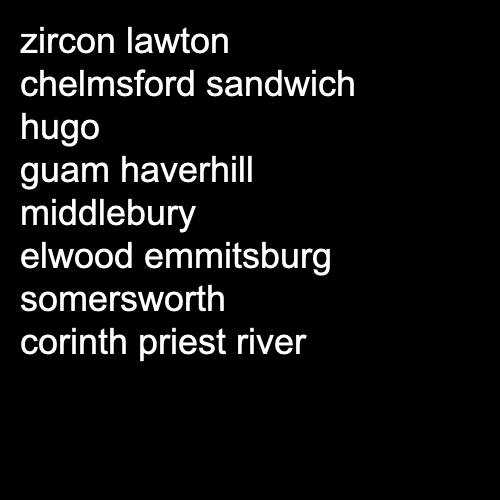 zircon lawton
chelmsford sandwich
hugo
guam haverhill
middlebury
elwood emmitsburg
somersworth
corinth priest river